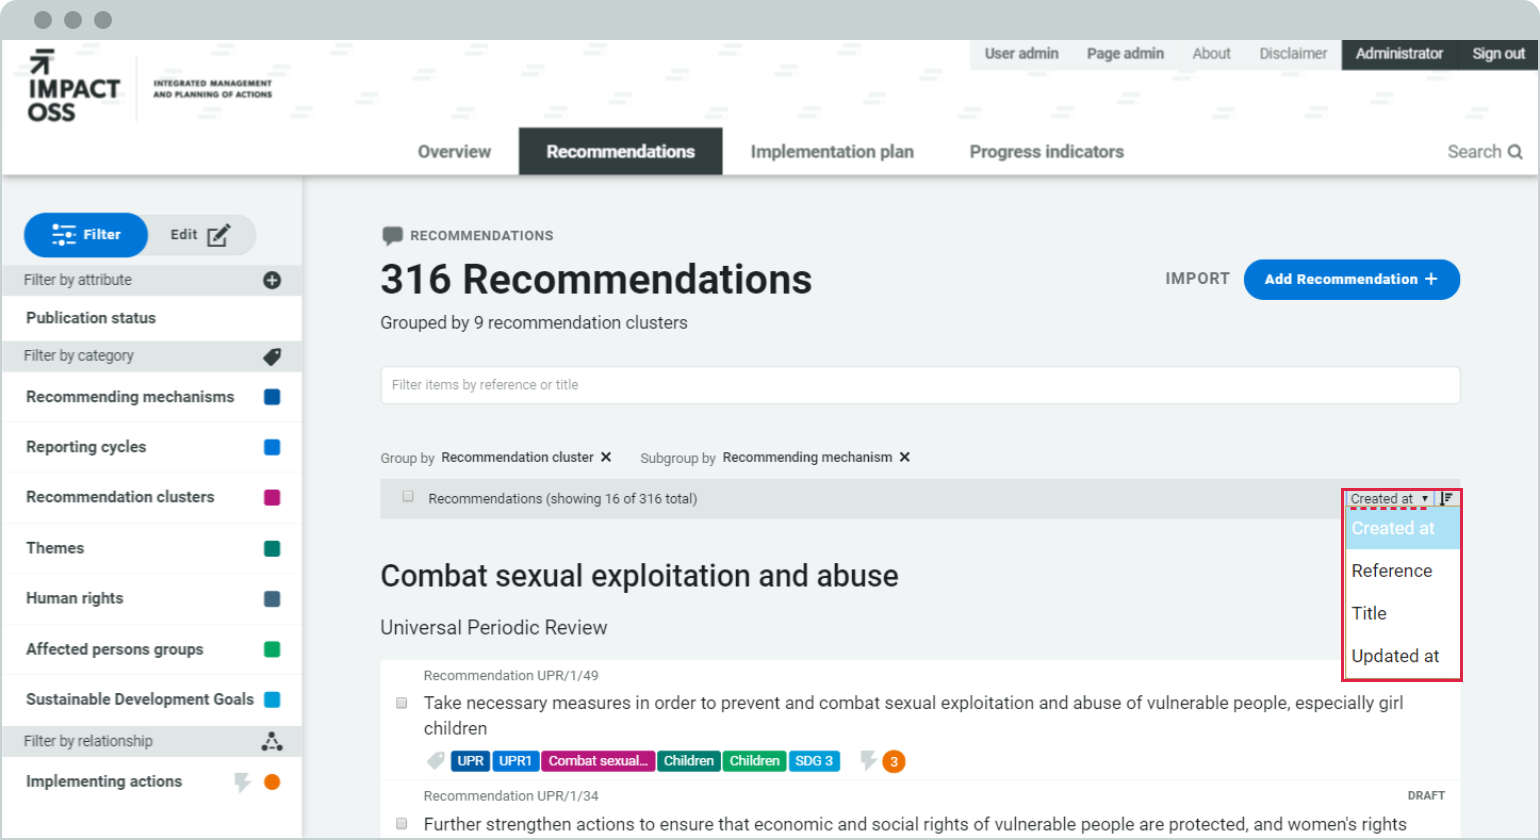 IMPACT
OSS
INTEGRATED MANAGEMENT
AND PLANNING OF ACTIONS
User admin Page admin About Disclaimer Administrator Sign out
Overview Recommendations Implementation plan Progress indicators Search
Filter Edit
Filter by attribute
Publication status
Filter by category
Recommending mechanisms
Reporting cycles
Recommendation clusters
Themes
Human rights
Affected persons groups
Sustainable Development Goals
Filter by relationship
Implementing actions
RECOMMENDATIONS
316 Recommendations
IMPORT Add Recommendation +
Grouped by 9 recommendation clusters
Filter items by reference or title
Group by Recommendation cluster × Subgroup by Recommending mechanism ×
Recommendations (showing 16 of 316 total)
Created at
Created at
Reference
Title
Updated at
Combat sexual exploitation and abuse
Universal Periodic Review
Recommendation UPR/1/49
Take necessary measures in order to prevent and combat sexual exploitation and abuse of vulnerable people, especially girl
children
UPR UPR1 Combat sexual... Children Children SDG 3 3
Recommendation UPR/1/34 DRAFT
Further strengthen actions to ensure that economic and social rights of vulnerable people are protected, and women's rights